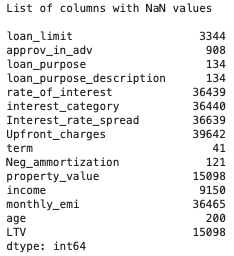 List of columns with NaN values
loan_limit 3344
approv_in_adv 908
loan_purpose 134
loan_purpose_description 134
rate_of_interest 36439
interest_category 36440
Interest_rate_spread 36639
Upfront_charges 39642
term 41
Neg_ammortization 121
property_value 15098
income 9150
monthly_emi 36465
age 200
LTV 15098
dtype: int64